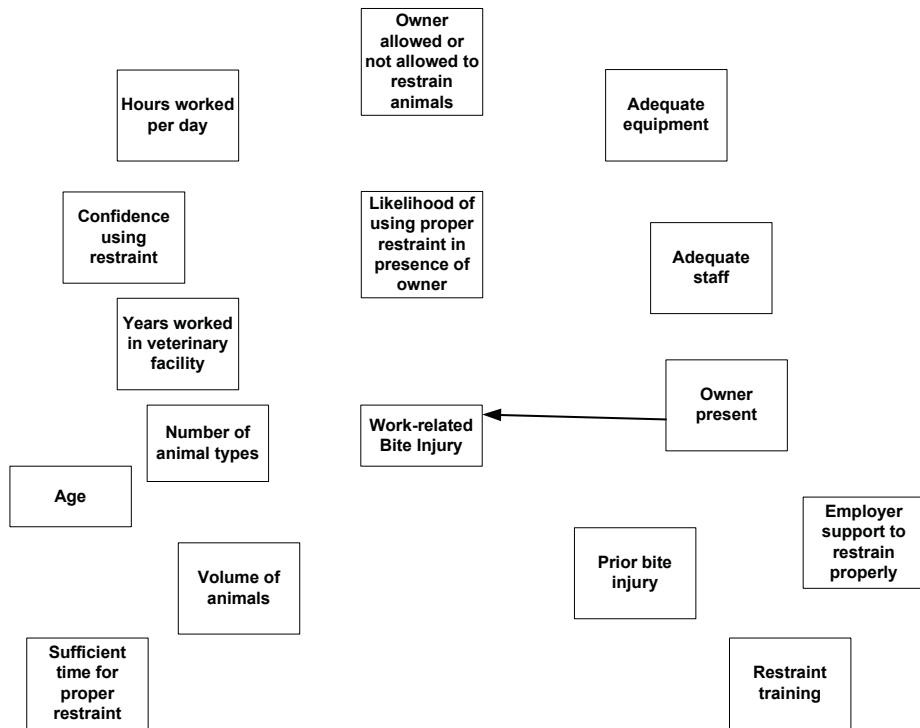 Owner
allowed or
not allowed to
restrain
animals
Hours worked
per day
Adequate
equipment
Confidence
using
restraint
Likelihood of
using proper
restraint in
presence of
owner
Adequate
staff
Years worked
in veterinary
facility
Number of
animal types
Work-related
Bite Injury
Owner
present
Age
Employer
support to
restrain
properly
Volume of
animals
Prior bite
injury
Sufficient
time for
proper
restraint
Restraint
training